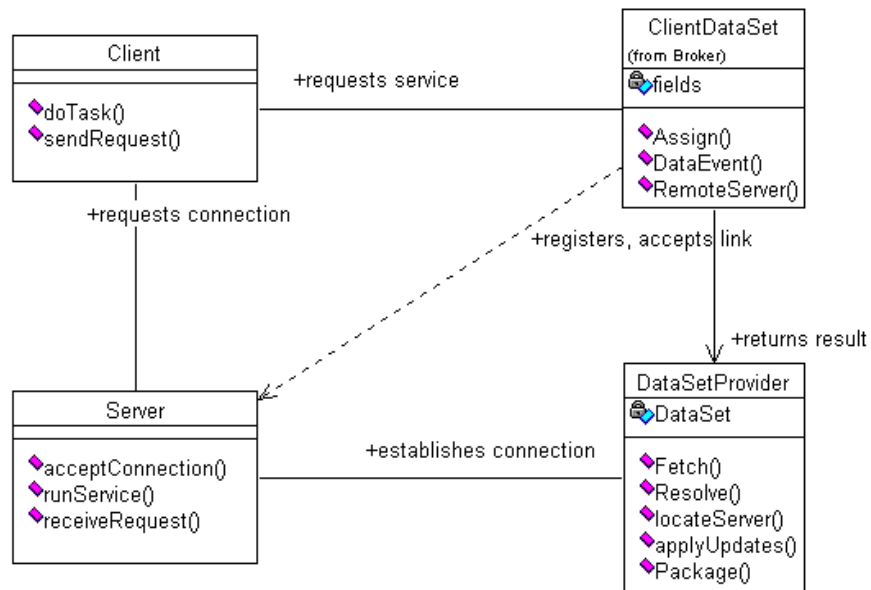 Client
doTask()
sendRequest()
+requests service
ClientDataSet
(from Broker)
fields
Assign()
DataEvent()
RemoteServer()
+requests connection
+registers, accepts link
+returns result
Server
acceptConnection()
runService()
receiveRequest()
+establishes connection
DataSetProvider
DataSet
Fetch()
Resolve()
locateServer()
applyUpdates()
Package()